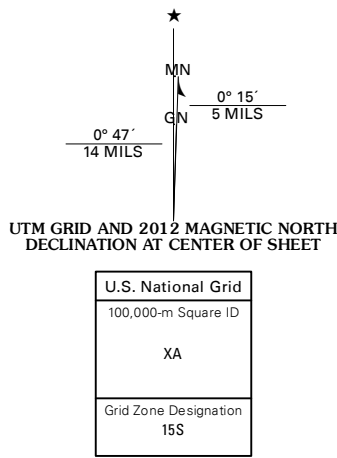 ★
MN
0° 15´
5 MILS
GN
0° 47´
14 MILS
UTM GRID AND 2012 MAGNETIC NORTH
DECLINATION AT CENTER OF SHEET
U.S. National Grid
100,000-m Square ID
XA
Grid Zone Designation
15S